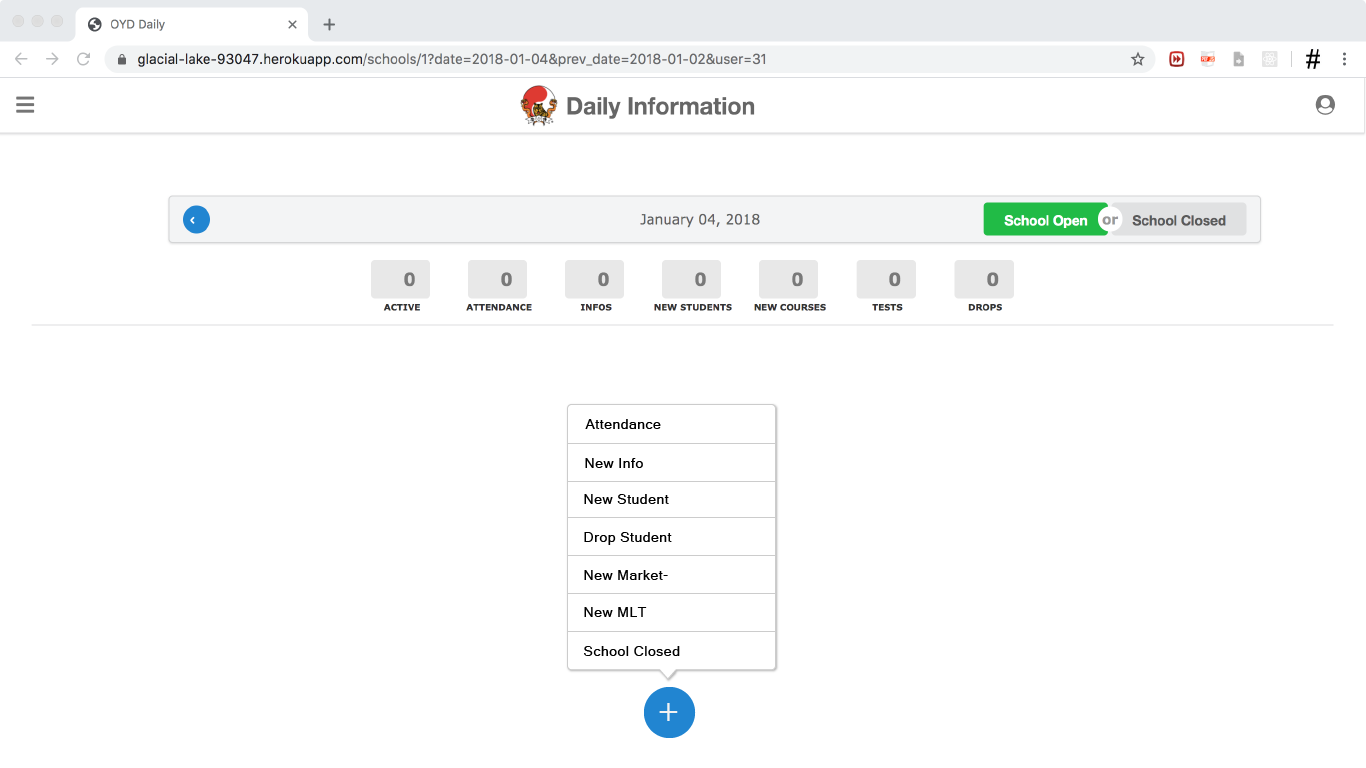 OYD Daily
glacial-lake-93047.herokuapp.com/schools/1?date=2018-01-04&prev_date=2018-01-02&user=31
Daily Information
January 04, 2018
School Open or School Closed
0 0 0 0 0 0 0
ACTIVE ATTENDANCE INFOS NEW STUDENTS NEW COURSES TESTS DROPS
Attendance
New Info
New Student
Drop Student
New Market-
New MLT
School Closed